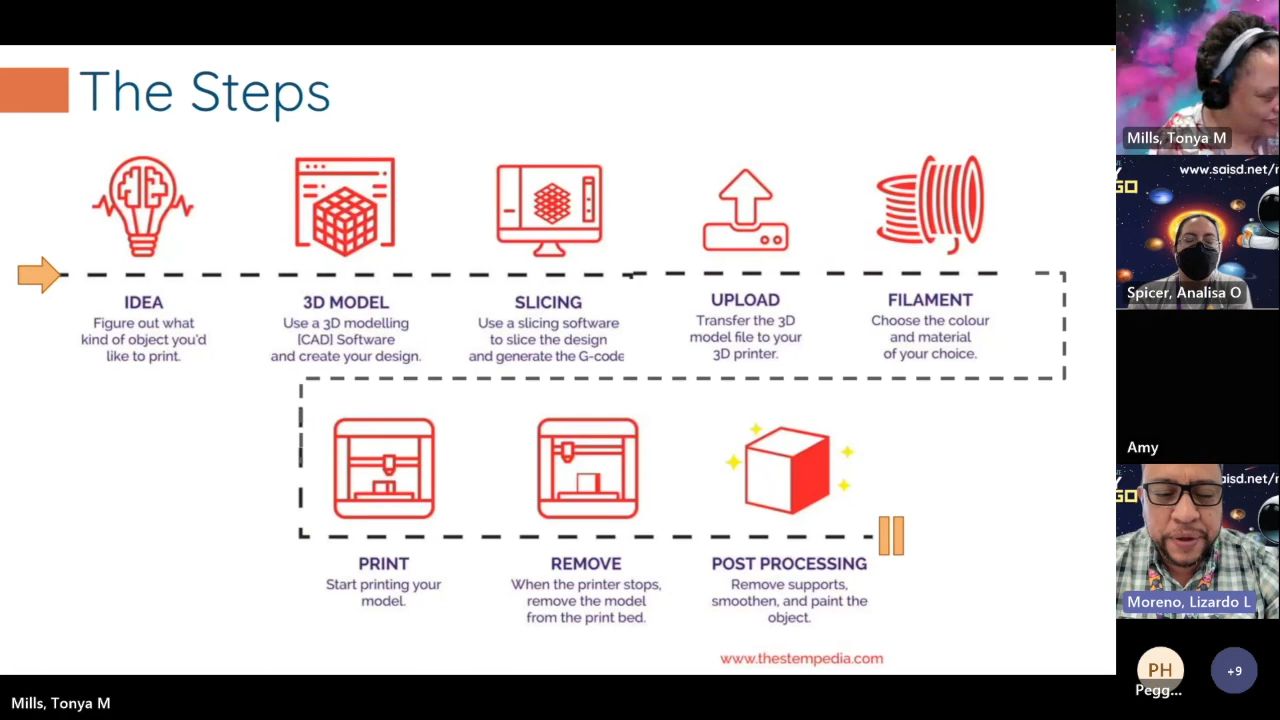 The Steps
IDEA
Figure out what
kind of object you'd
like to print.
3D MODEL
Use a 3D modelling
[CAD] Software
and create your design.
SLICING
Use a slicing software
to slice the design
and generate the G-code
UPLOAD
Transfer the 3D
model file to your
3D printer.
FILAMENT
Choose the colour
and material
of your choice.
PRINT
Start printing your
model.
REMOVE
When the printer stops,
remove the model
from the print bed.
POST PROCESSING
Remove supports,
smoothen, and paint the
object.
www.thestempedia.com
Mills, Tonya M
www.saisd.net/
GO
Spicer, Analisa O
Amy
aisd.net/
GO
Moreno, Lizardo L
PH
Pegg...
+9
Mills, Tonya M